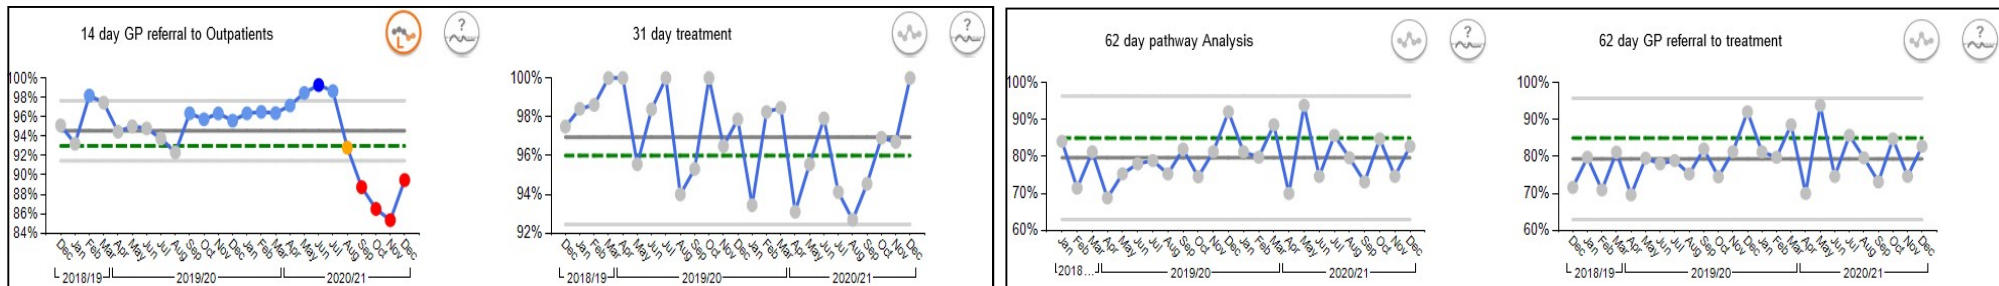 14 day GP referral to Outpatients
L
?
100%
98%
96%
94%
92%
90%
88%
86%
84%
Dec Jan Feb Mar Apr May Jun Jul Aug Sep Oct Nov Dec Jan Feb Mar Apr May Jun Jul Aug Sep Oct Nov Dec
2018/19 2019/20 2020/21
31 day treatment
?
100%
98%
96%
94%
92%
Dec Jan Feb Mar Apr May Jun Jul Aug Sep Oct Nov Dec Jan Feb Mar Apr May Jun Jul Aug Sep Oct Nov Dec
2018/19 2019/20 2020/21
62 day pathway Analysis
?
100%
90%
80%
70%
60%
Jan Feb Mar Apr May Jun Jul Aug Sep Oct Nov Dec Jan Feb Mar Apr May Jun Jul Aug Sep Oct Nov Dec
2018... 2019/20 2020/21
62 day GP referral to treatment
?
100%
90%
80%
70%
60%
Dec Jan Feb Mar Apr May Jun Jul Aug Sep Oct Nov Dec Jan Feb Mar Apr May Jun Jul Aug Sep Oct Nov Dec
2018/19 2019/20 2020/21